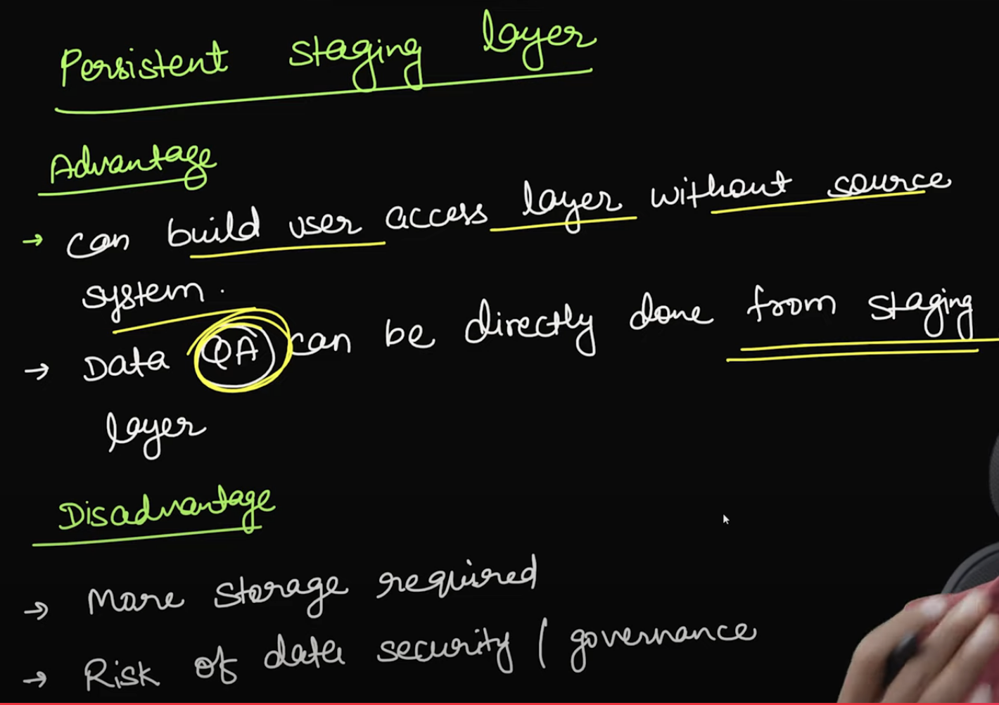 Persistent staging layer
Advantage
→ can build user access layer without source
system.
→ Data QA can be directly done from staging
layer
Disadvantage
→ More storage required
→ Risk of data security / governance